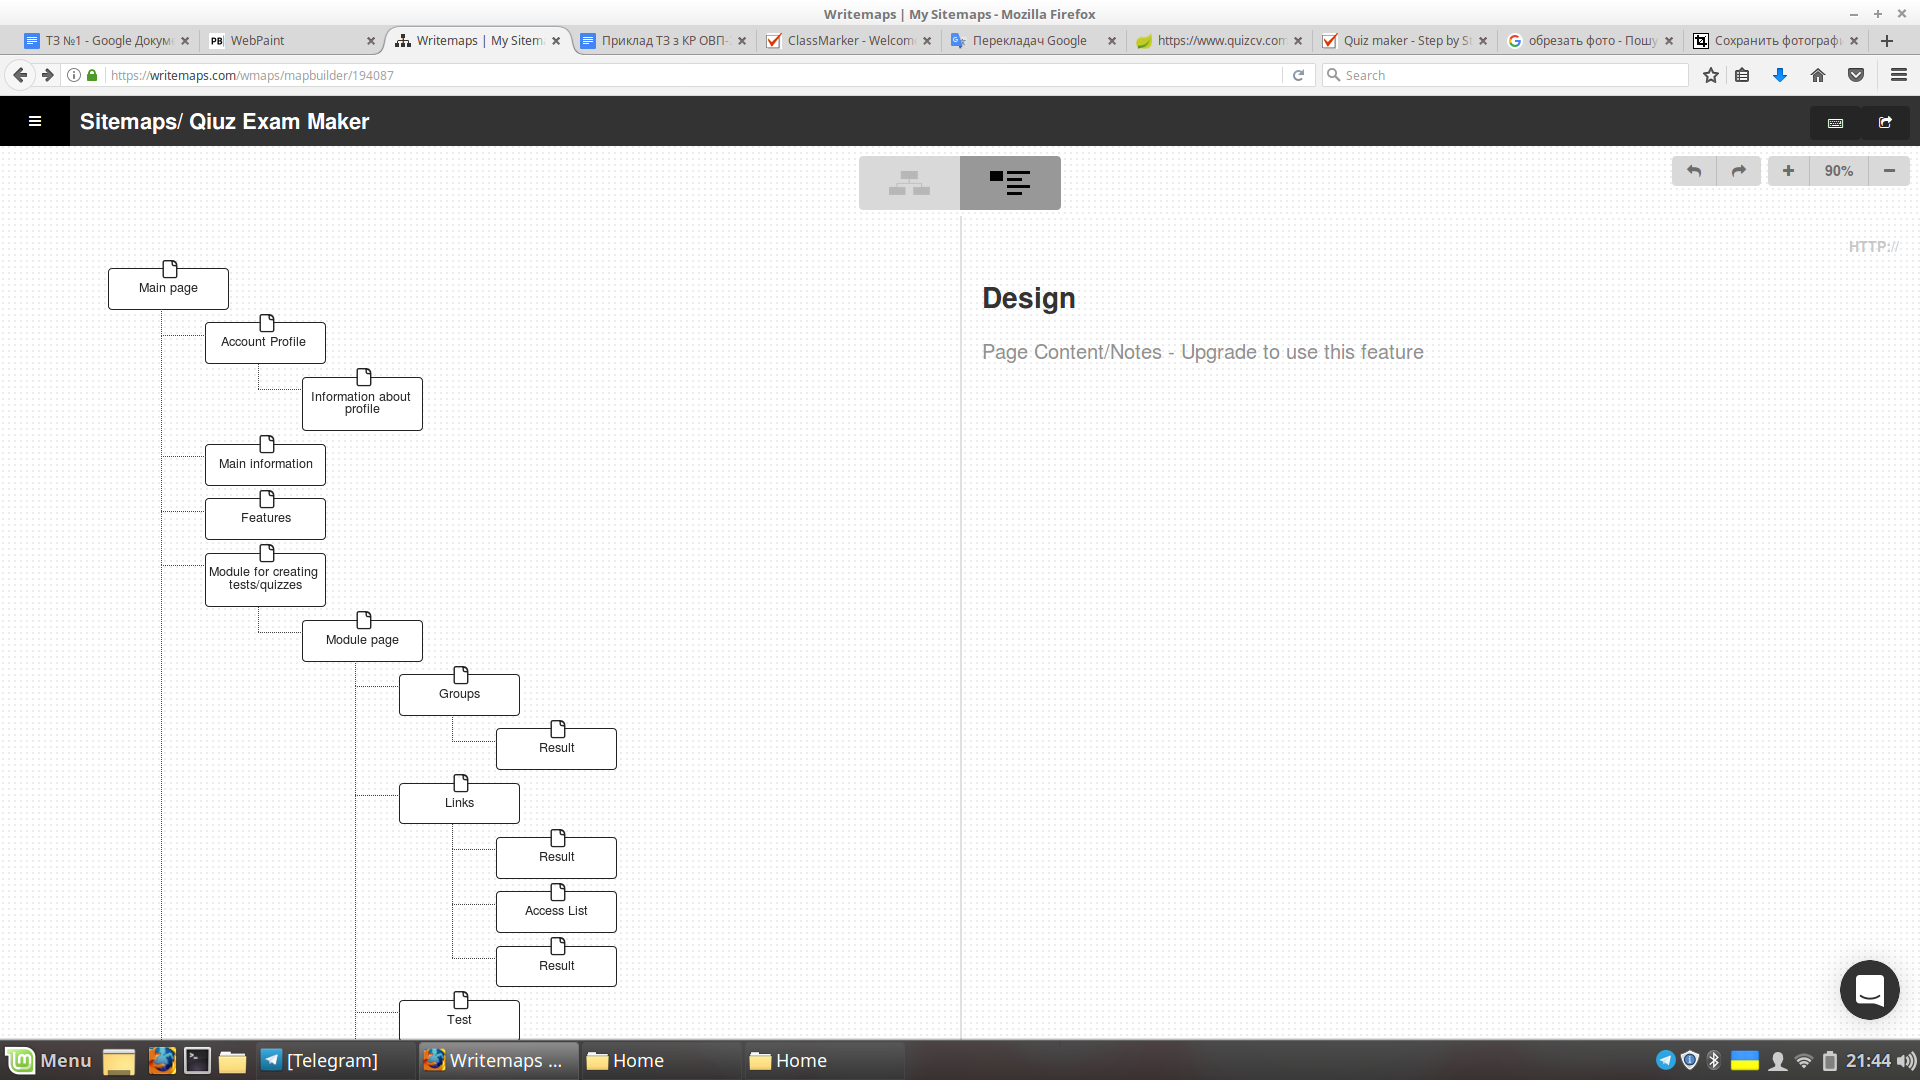 Writemaps | My Sitemaps - Mozilla Firefox
ТЗ №1 - Google Докум
WebPaint
Writemaps | My Sitem
Приклад ТЗ з КР ОВП-
ClassMarker - Welcom
Перекладач Google
https://www.quizcv.com
Quiz maker - Step by St
обрезать фото - Пошу
Сохранить фотографи
https://writemaps.com/wmaps/mapbuilder/194087
Search
Sitemaps/ Qiuz Exam Maker
90%
HTTP://
Design
Page Content/Notes - Upgrade to use this feature
Main page
Account Profile
Information about
profile
Main information
Features
Module for creating
tests/quizzes
Module page
Groups
Result
Links
Result
Access List
Result
Test
Menu
[Telegram]
Writemaps ...
Home
Home
21:44